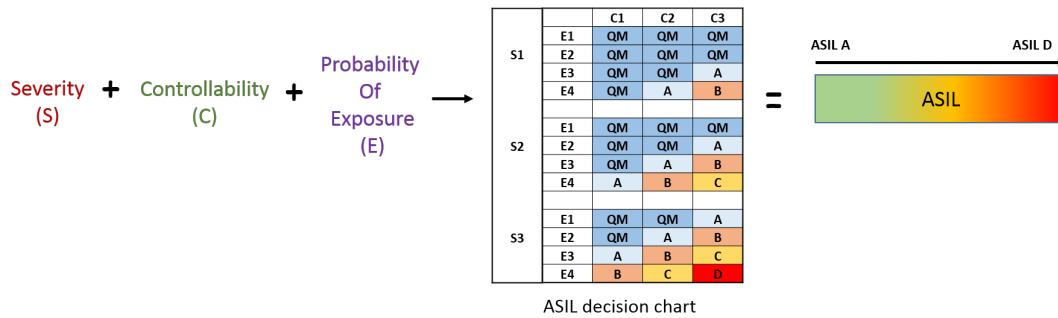 Severity
(S)
+
Controllability
(C)
+
Probability
Of
Exposure
(E)
C1 C2 C3
S1
E1 QM QM QM
E2 QM QM QM
E3 QM QM A
E4 QM A B
S2
E1 QM QM QM
E2 QM QM A
E3 QM A B
E4 A B C
S3
E1 QM QM A
E2 QM A B
E3 A B C
E4 B C D
ASIL decision chart
=
ASIL A ASIL D
ASIL